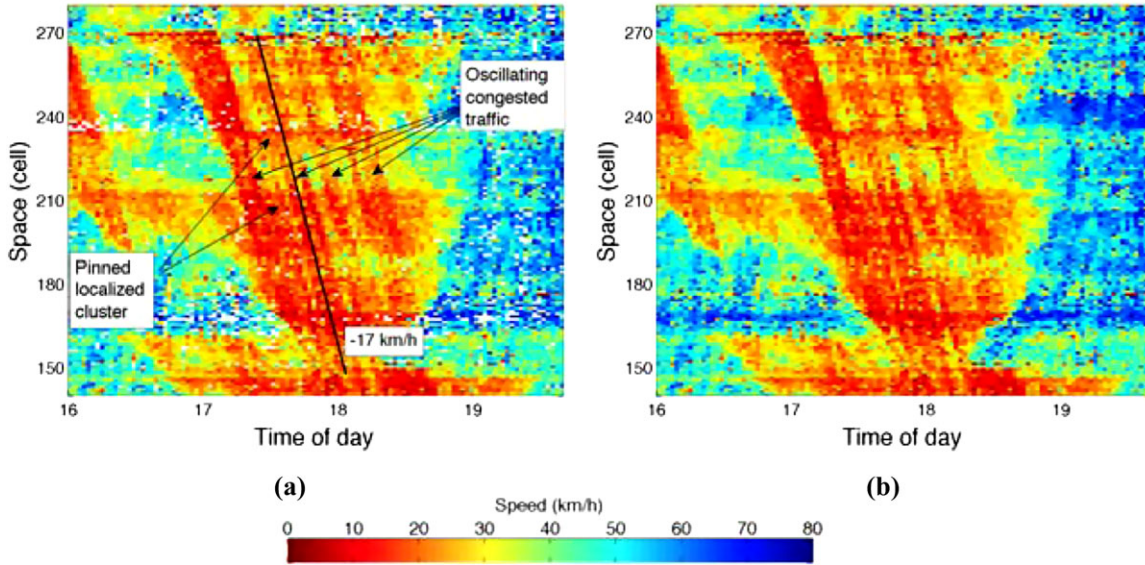 270
240
210
180
150
Space (cell)
16
17
18
19
Time of day
Oscillating
congested
traffic
Pinned
localized
cluster
-17 km/h
(a)
270
240
210
180
150
Space (cell)
16
17
18
19
Time of day
(b)
Speed (km/h)
0
10
20
30
40
50
60
70
80